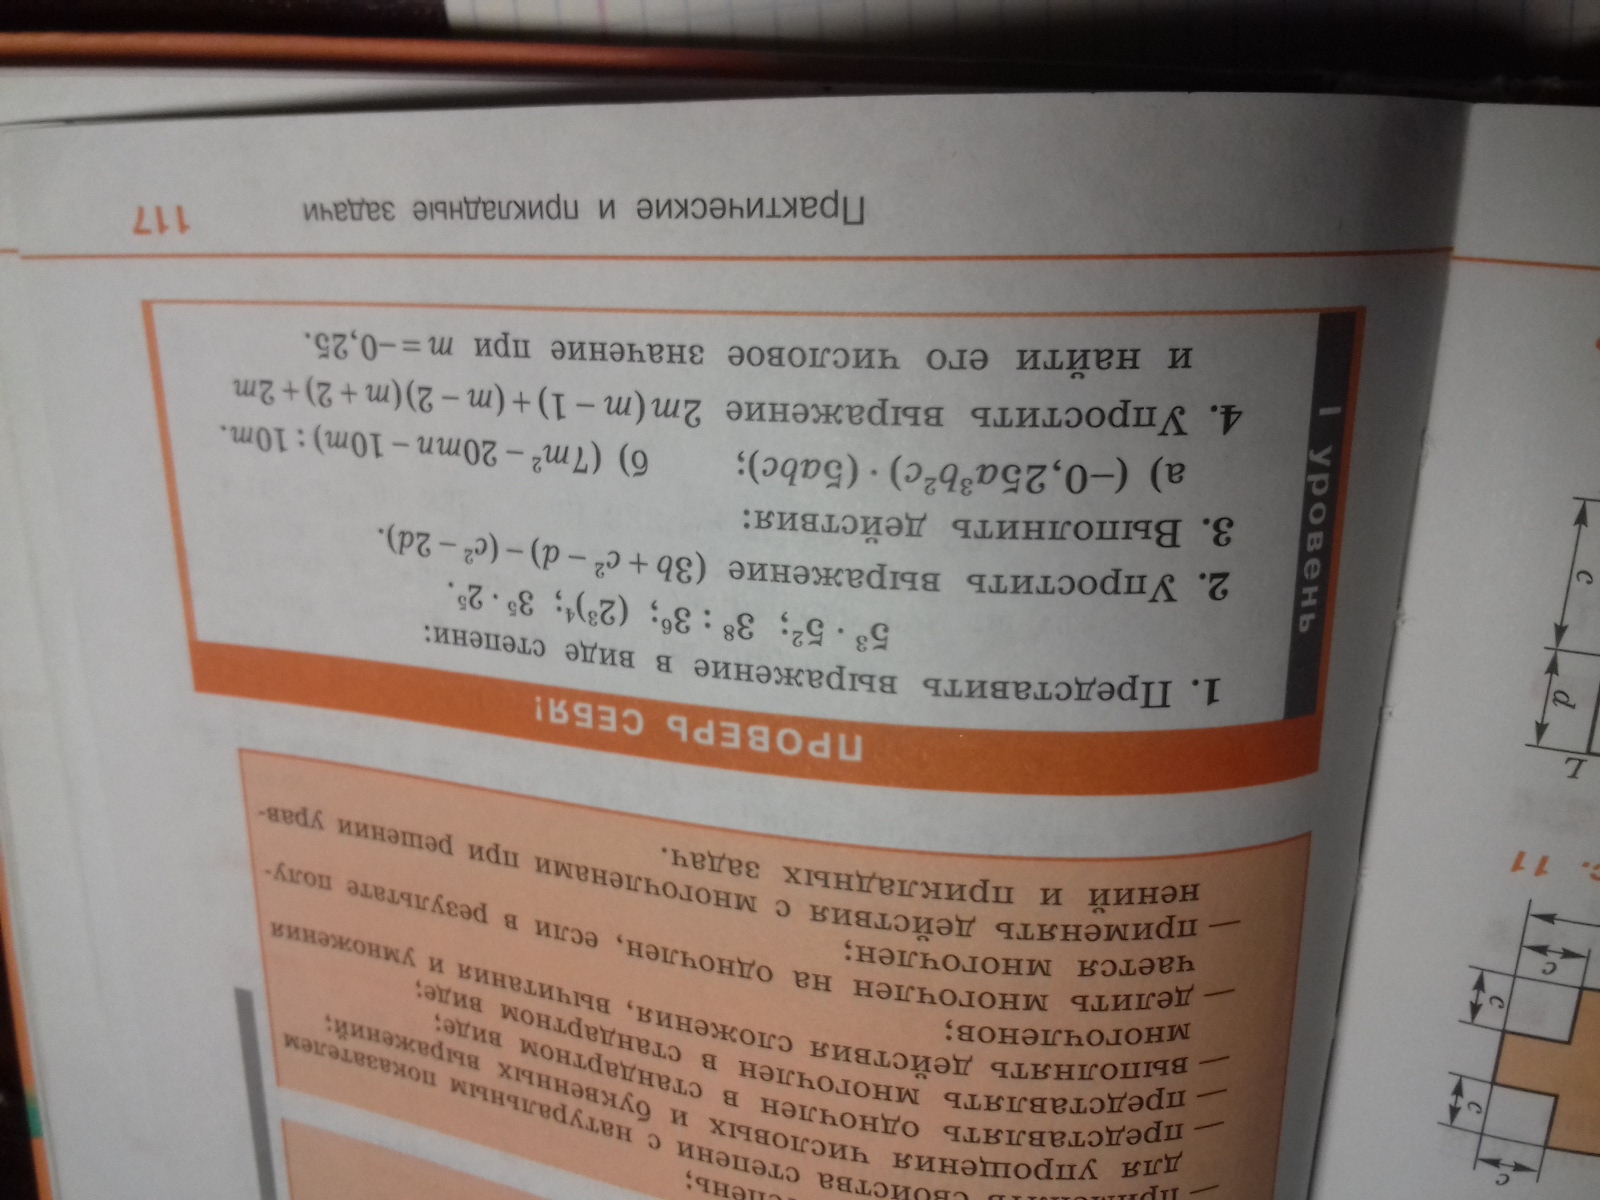 для упрощения числовых и буквенных выражений;
— представлять одночлен в стандартном виде;
— представлять многочлен в стандартном виде;
— выполнять действия сложения, вычитания и умножения
многочленов;
— делить многочлен на одночлен, если в результате полу-
чается многочлен;
— применять действия с многочленами при решении урав-
нений и прикладных задач.
ПРОВЕРЬ СЕБЯ!
I уровень
1. Представить выражение в виде степени:
5³ · 5²; 3⁸ : 3⁶; (2³)⁴; 3⁵ · 2⁵.
2. Упростить выражение (3b + c² − d) − (c² − 2d).
3. Выполнить действия:
а) (−0,25a³b²c) · (5abc); б) (7m² − 20mn − 10m) : 10m.
4. Упростить выражение 2m(m − 1) + (m − 2)(m + 2) + 2m
и найти его числовое значение при m = −0,25.
Практические и прикладные задачи 117
c
c
c
с. 11
c
L
d
c